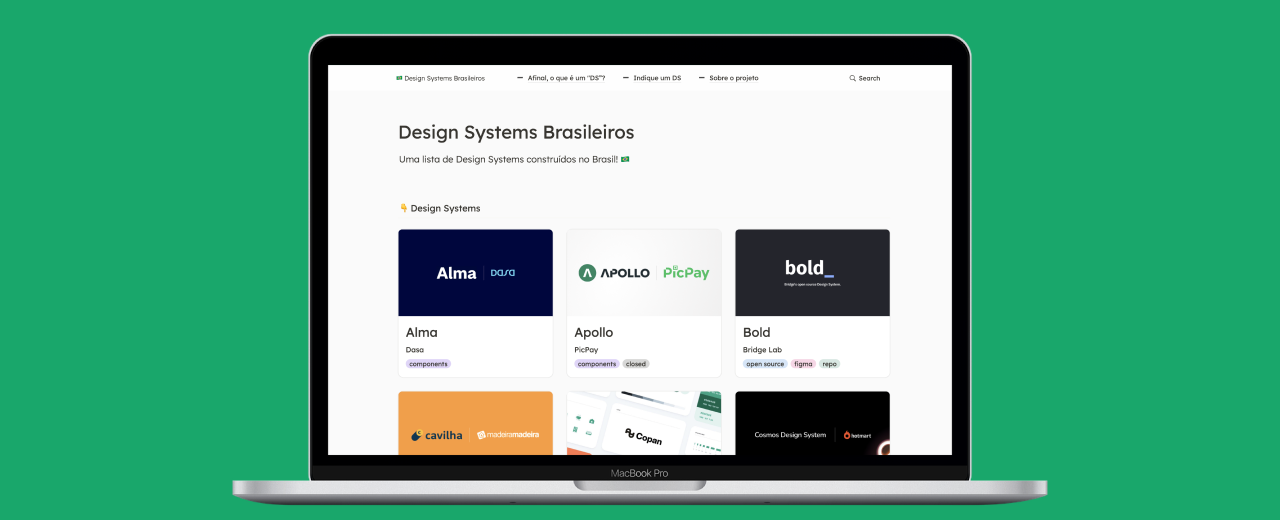 Design Systems Brasileiros
Afinal, o que é um "DS"?
Indique um DS
Sobre o projeto
Search
Design Systems Brasileiros
Uma lista de Design Systems construídos no Brasil!
Design Systems
Alma
Dasa
APOLLO
PicPay
bold_
Bridge's open source Design System.
Alma
Dasa
components
Apollo
PicPay
components closed
Bold
Bridge Lab
open source figma repo
cavilha
madeiramadeira
Copan
Cosmos Design System
hotmart
MacBook Pro